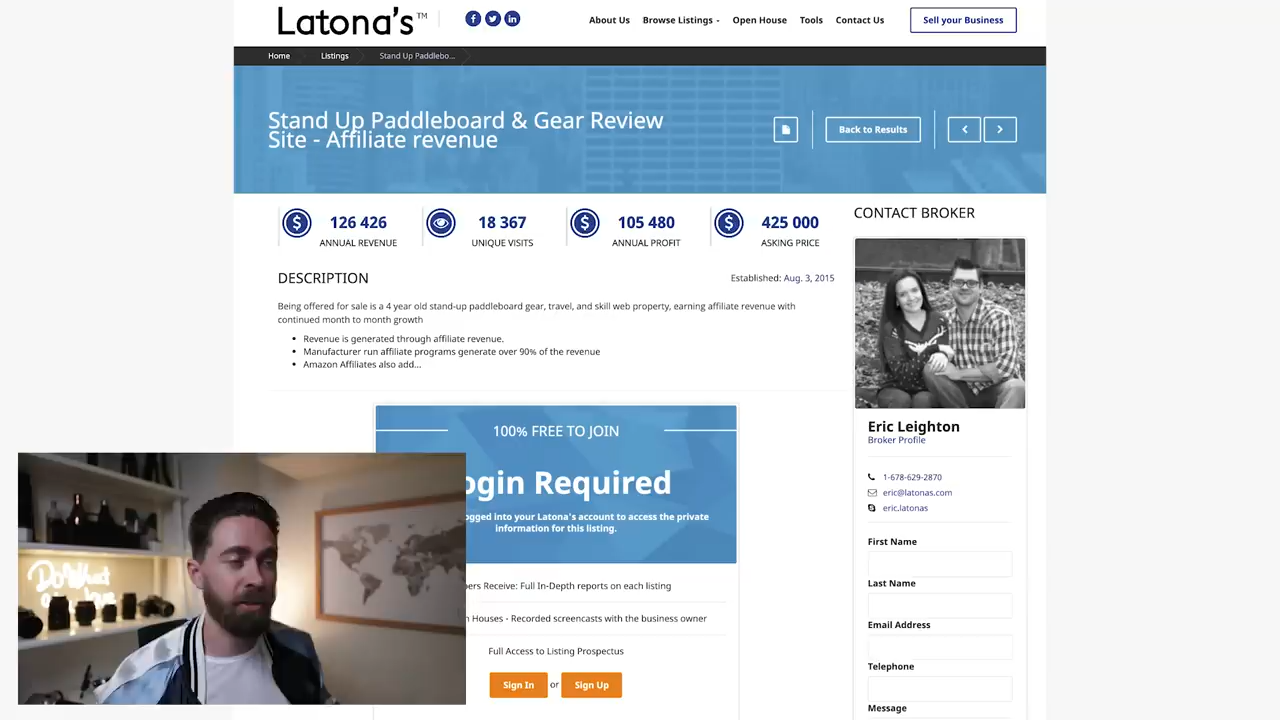 Latona's™
About Us
Browse Listings
Open House
Tools
Contact Us
Sell your Business
Home
Listings
Stand Up Paddlebo...
Stand Up Paddleboard & Gear Review
Site - Affiliate revenue
Back to Results
126 426
ANNUAL REVENUE
18 367
UNIQUE VISITS
105 480
ANNUAL PROFIT
425 000
ASKING PRICE
CONTACT BROKER
DESCRIPTION
Established: Aug. 3, 2015
Being offered for sale is a 4 year old stand-up paddleboard gear, travel, and skill web property, earning affiliate revenue with
continued month to month growth
Revenue is generated through affiliate revenue.
Manufacturer run affiliate programs generate over 90% of the revenue
Amazon Affiliates also add...
100% FREE TO JOIN
ogin Required
ogged into your Latona's account to access the private
information for this listing.
ers Receive: Full In-Depth reports on each listing
n Houses - Recorded screencasts with the business owner
Full Access to Listing Prospectus
Sign In or Sign Up
Eric Leighton
Broker Profile
1-678-629-2870
eric@latonas.com
eric.latonas
First Name
Last Name
Email Address
Telephone
Message
Do What